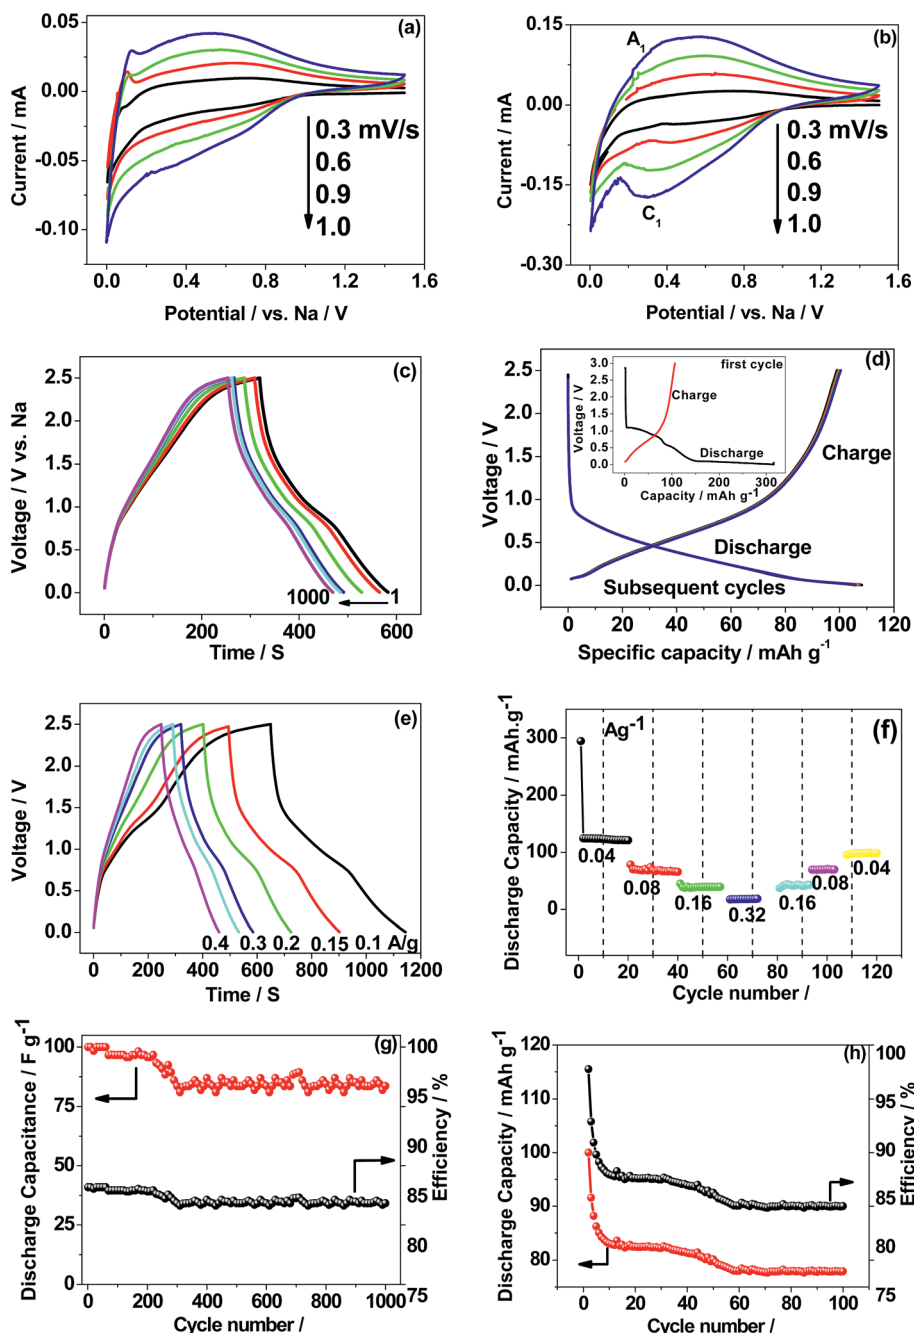 (a)
0.05
0.00
-0.05
-0.10
Current / mA
0.3 mV/s
0.6
0.9
1.0
0.0 0.4 0.8 1.2 1.6
Potential / vs. Na / V
(b)
0.15
0.00
-0.15
-0.30
Current / mA
A1
C1
0.3 mV/s
0.6
0.9
1.0
0.0 0.4 0.8 1.2 1.6
Potential / vs. Na / V
(c)
2.5
2.0
1.5
1.0
0.5
0.0
Voltage / V vs. Na
1000 1
0 200 400 600
Time / S
(d)
2.5
2.0
1.5
1.0
0.5
0.0
Voltage / V
first cycle
3.0
2.5
2.0
1.5
1.0
0.5
0.0
Voltage / V
Charge
Discharge
0 100 200 300
Capacity / mAh g-1
Charge
Discharge
Subsequent cycles
0 20 40 60 80 100 120
Specific capacity / mAh g-1
(e)
2.5
2.0
1.5
1.0
0.5
0.0
Voltage / V
0.4 0.3 0.2 0.15 0.1 A/g
0 200 400 600 800 1000 1200
Time / S
(f)
Ag-1
300
200
100
0
Discharge Capacity / mAh.g-1
0.04
0.08
0.16
0.32
0.16
0.08
0.04
0 20 40 60 80 100 120
Cycle number /
(g)
100
75
50
25
0
Discharge Capacitance / F g-1
100
95
90
85
80
75
Efficiency / %
0 200 400 600 800 1000
Cycle number /
(h)
120
115
110
100
90
80
Discharge Capacity / mAh g-1
100
95
90
85
80
75
Efficiency / %
0 20 40 60 80 100
Cycle number /